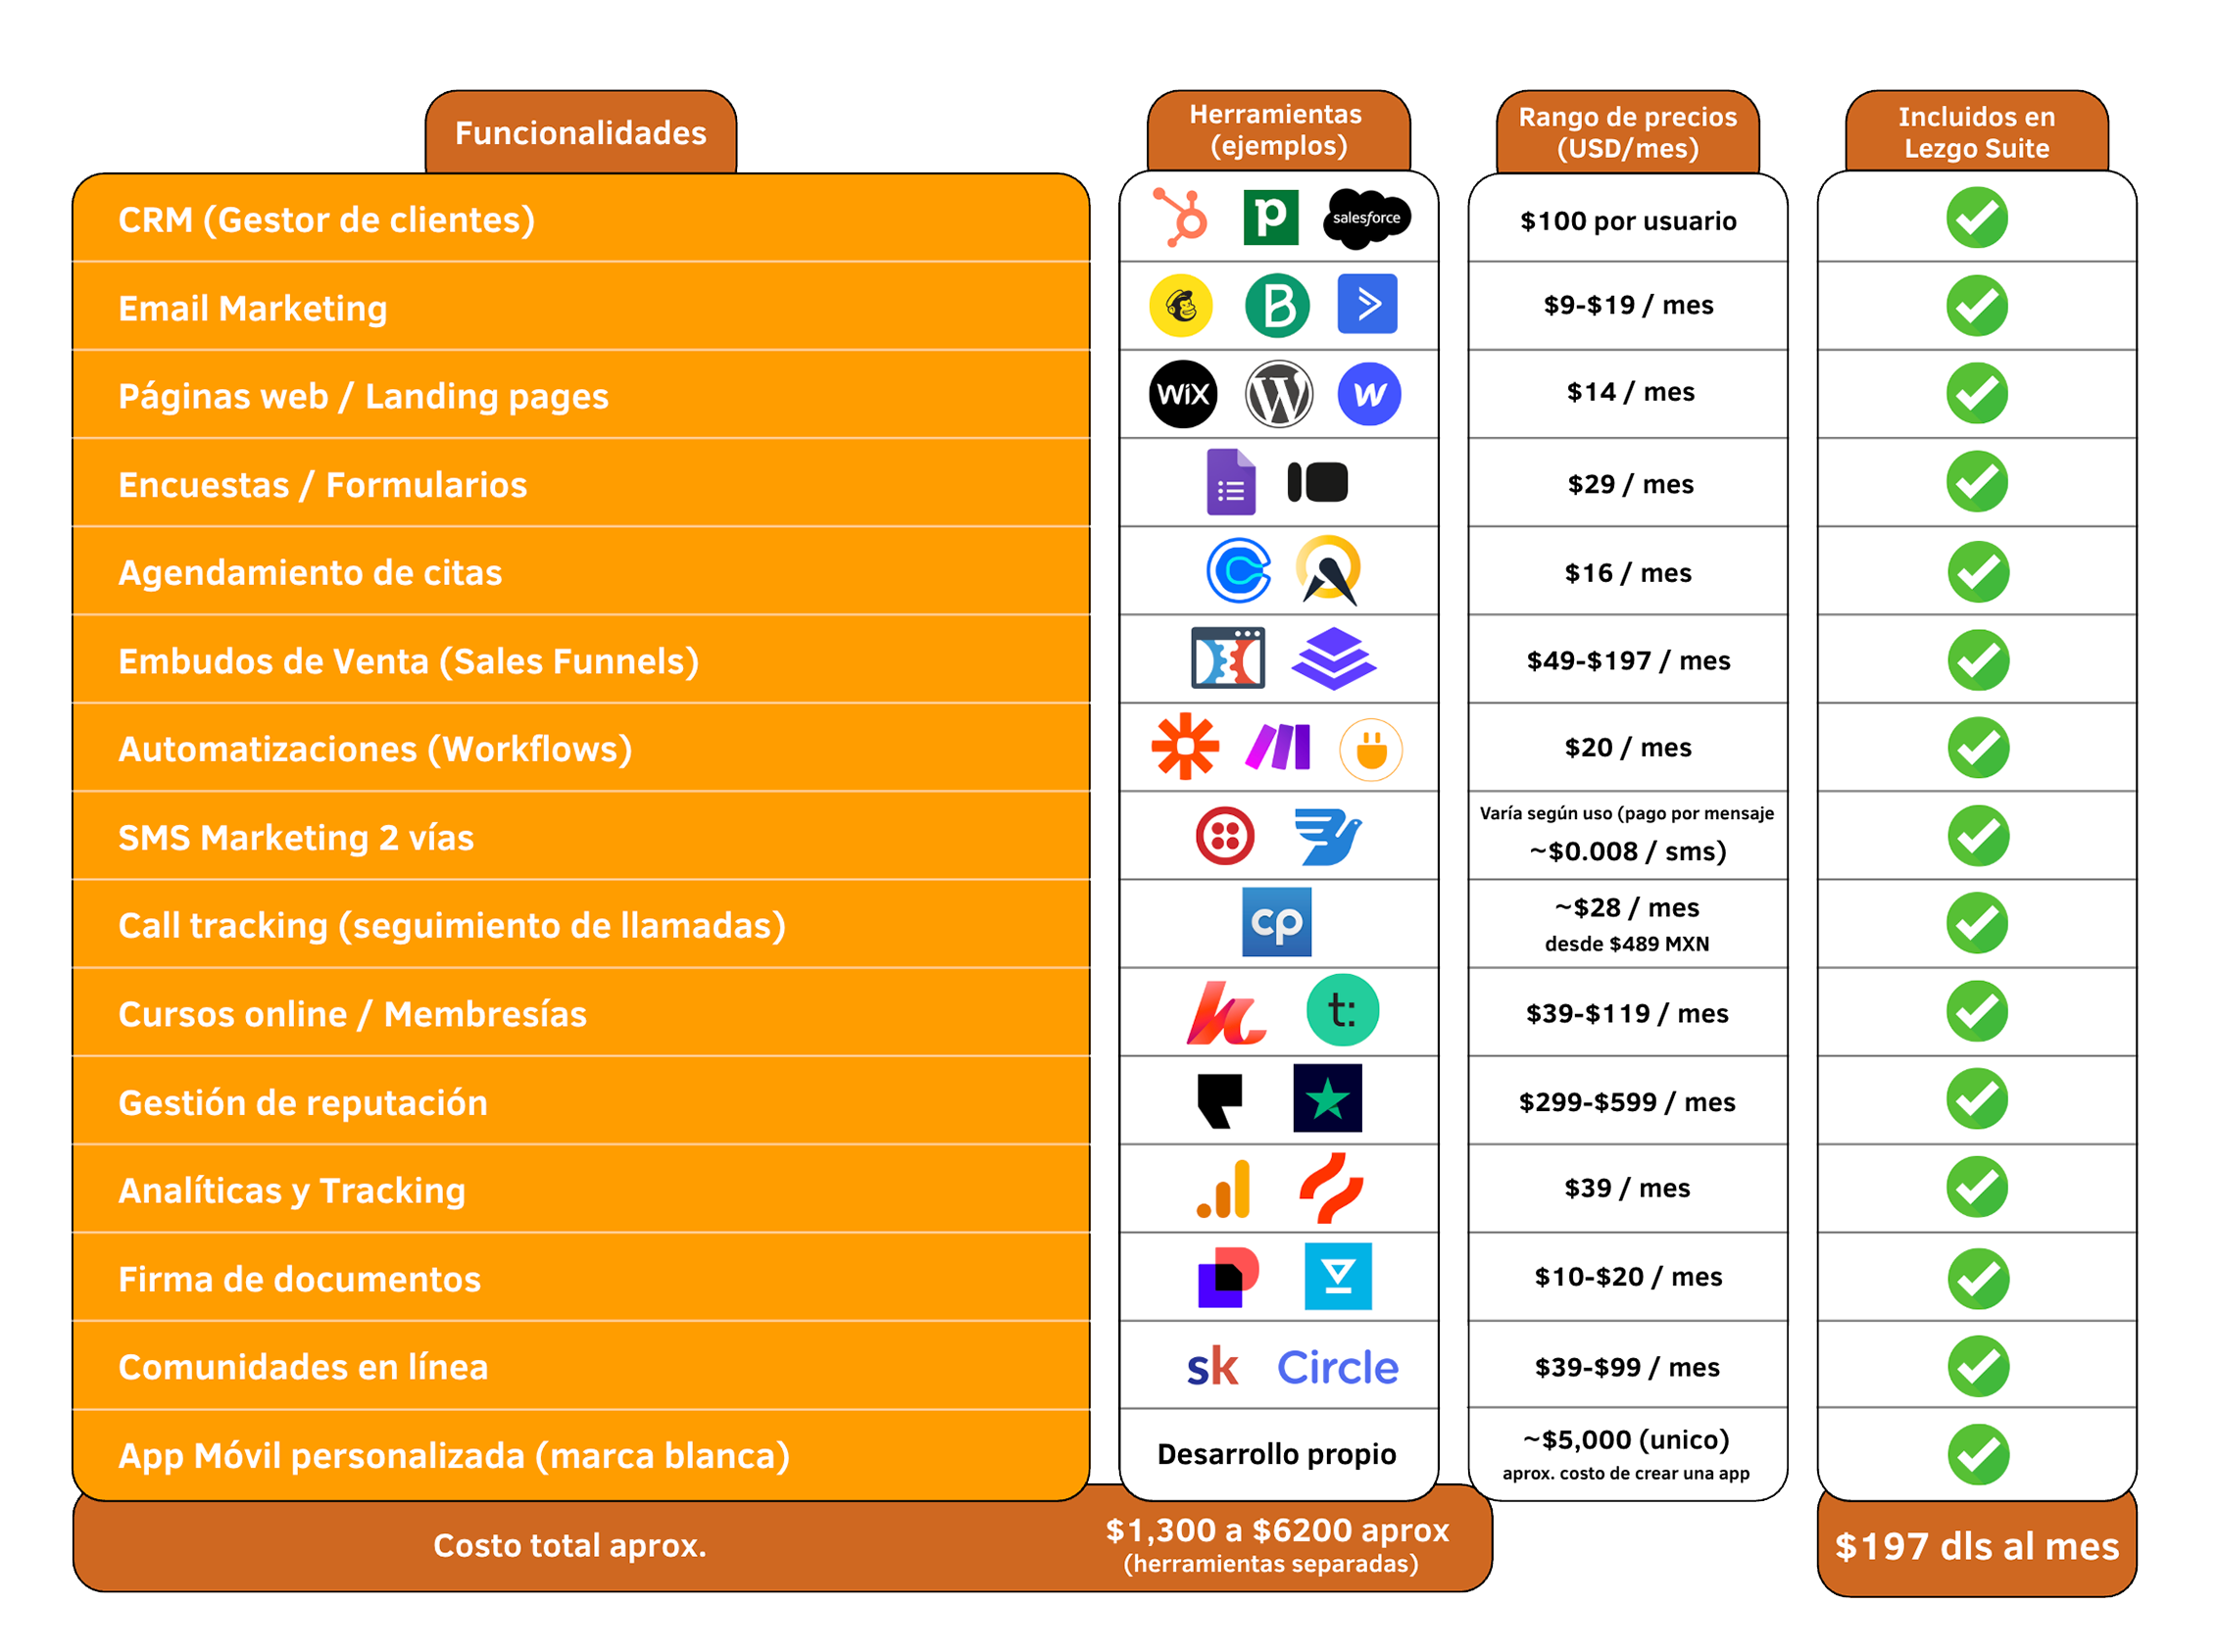 Funcionalidades
Herramientas
(ejemplos)
Rango de precios
(USD/mes)
Incluidos en
Lezgo Suite
CRM (Gestor de clientes)
p
salesforce
$100 por usuario
Email Marketing
B
$9-$19 / mes
Páginas web / Landing pages
WiX
W
w
$14 / mes
Encuestas / Formularios
$29 / mes
Agendamiento de citas
$16 / mes
Embudos de Venta (Sales Funnels)
$49-$197 / mes
Automatizaciones (Workflows)
$20 / mes
SMS Marketing 2 vías
Varía según uso (pago por mensaje
~$0.008 / sms)
Call tracking (seguimiento de llamadas)
cp
~$28 / mes
desde $489 MXN
Cursos online / Membresías
k
t:
$39-$119 / mes
Gestión de reputación
$299-$599 / mes
Analíticas y Tracking
$39 / mes
Firma de documentos
$10-$20 / mes
Comunidades en línea
sk
Circle
$39-$99 / mes
App Móvil personalizada (marca blanca)
Desarrollo propio
~$5,000 (unico)
aprox. costo de crear una app
Costo total aprox.
$1,300 a $6200 aprox
(herramientas separadas)
$197 dls al mes